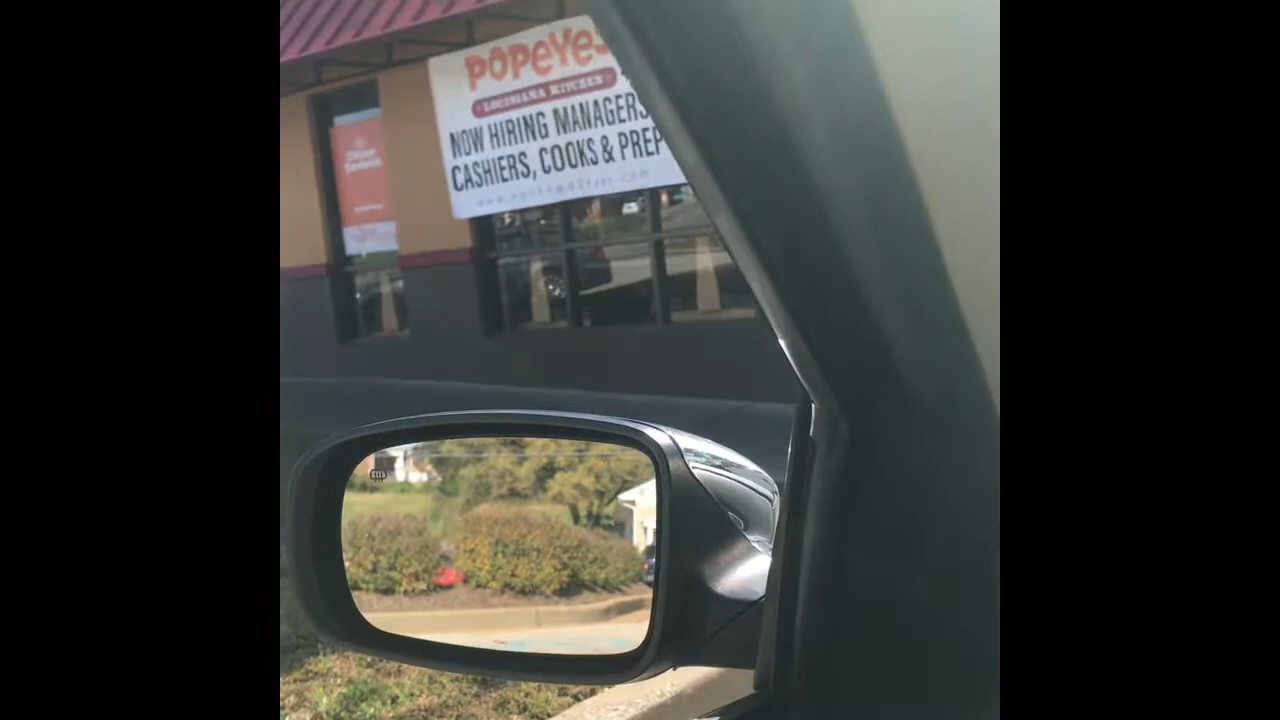 POPEYES
LOUISIANA KITCHEN
NOW HIRING MANAGERS
CASHIERS, COOKS & PREP